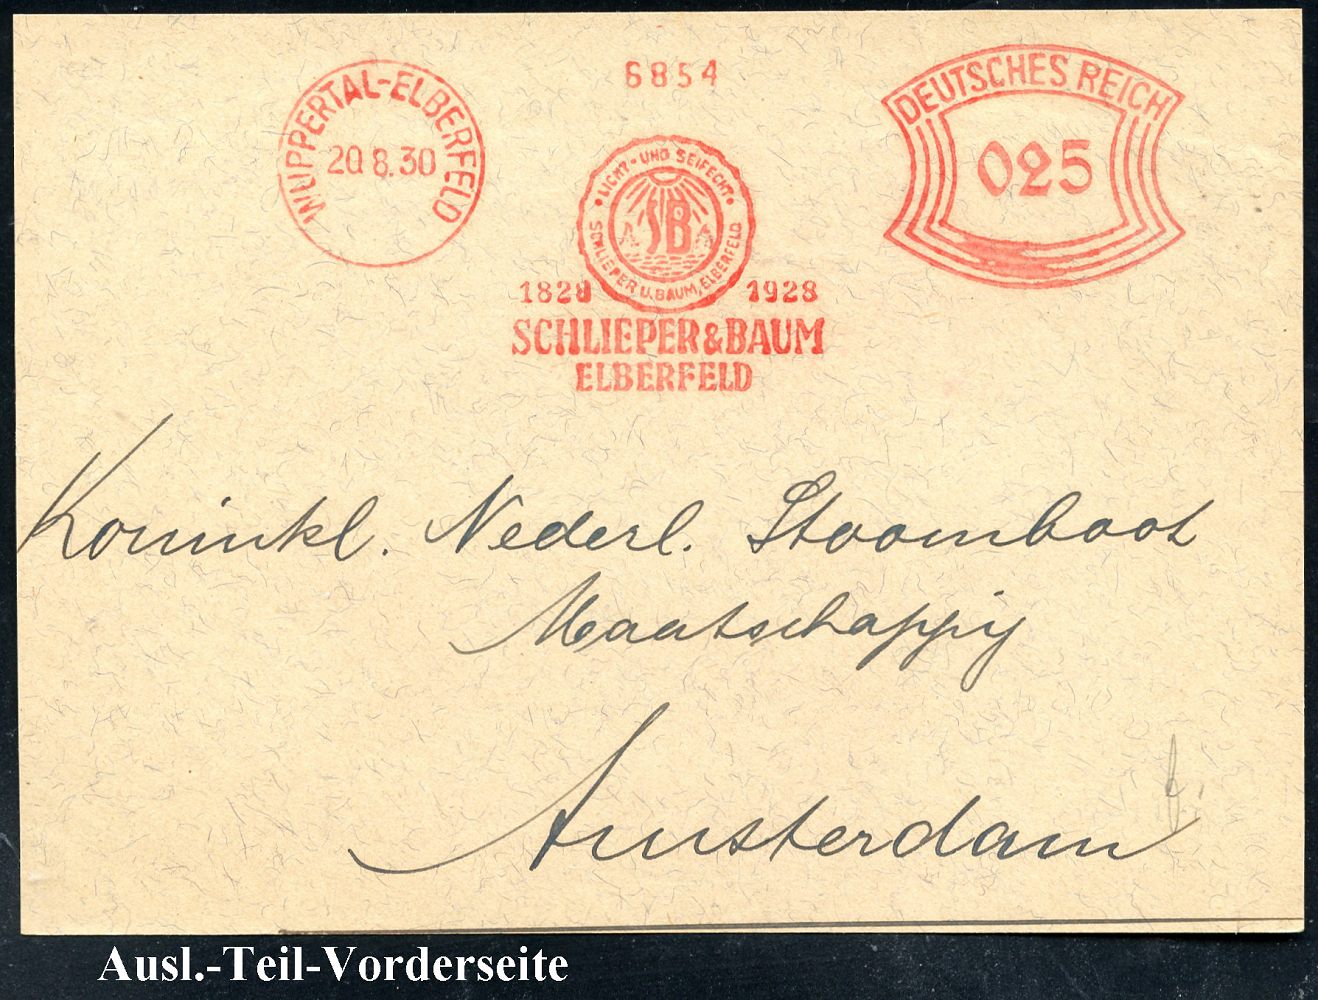 WUPPERTAL-ELBERFELD
20.8.30
6854
DEUTSCHES REICH
025
• LICHT- UND SEIFECHT •
SB
SCHLIEPER U. BAUM, ELBERFELD
1828 1928
SCHLIEPER & BAUM
ELBERFELD
Koninkl. Nederl. Stoomboot
Maatschappij
Amsterdam
Ausl.-Teil-Vorderseite